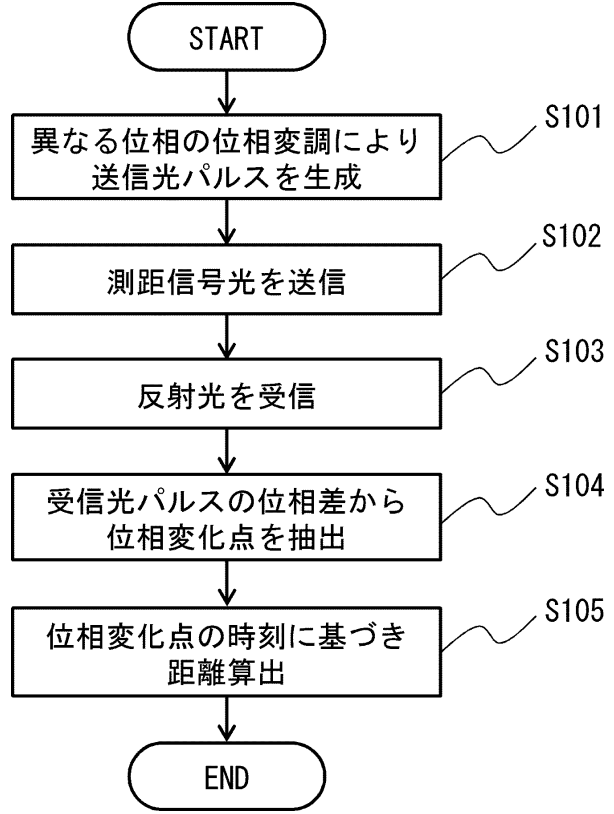 START
異なる位相の位相変調により
送信光パルスを生成
S101
測距信号光を送信
S102
反射光を受信
S103
受信光パルスの位相差から
位相変化点を抽出
S104
位相変化点の時刻に基づき
距離算出
S105
END